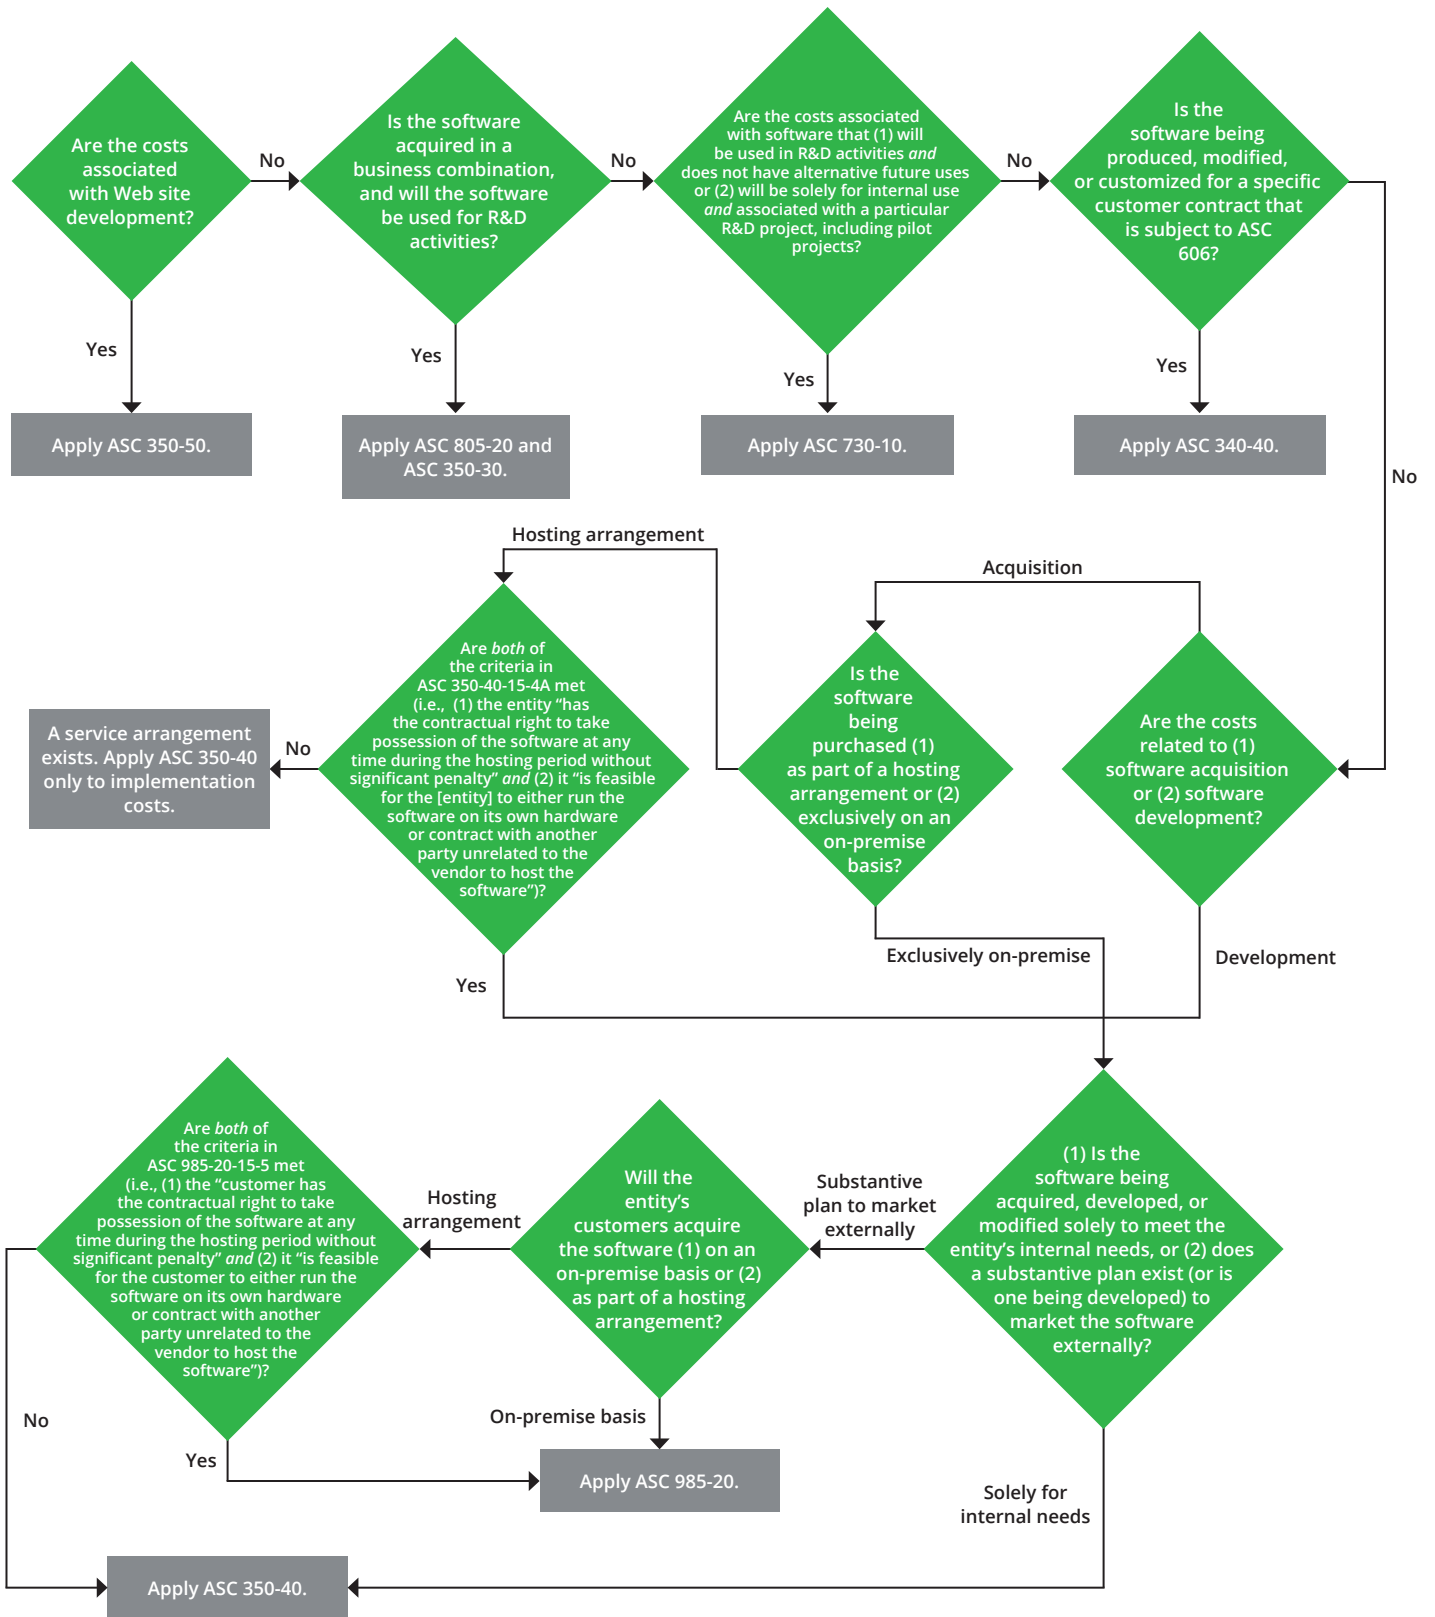 Are the costs
associated
with Web site
development?
No
Is the software
acquired in a
business combination,
and will the software
be used for R&D
activities?
No
Are the costs associated
with software that (1) will
be used in R&D activities and
does not have alternative future uses
or (2) will be solely for internal use
and associated with a particular
R&D project, including pilot
projects?
No
Is the
software being
produced, modified,
or customized for a specific
customer contract that
is subject to ASC
606?
Yes
Yes
Yes
Yes
Apply ASC 350-50.
Apply ASC 805-20 and
ASC 350-30.
Apply ASC 730-10.
Apply ASC 340-40.
No
Hosting arrangement
Acquisition
A service arrangement
exists. Apply ASC 350-40
only to implementation
costs.
No
Are both of
the criteria in
ASC 350-40-15-4A met
(i.e., (1) the entity “has
the contractual right to take
possession of the software at any
time during the hosting period without
significant penalty” and (2) it “is feasible
for the [entity] to either run the
software on its own hardware
or contract with another
party unrelated to the
vendor to host the
software”)?
Is the
software
being
purchased (1)
as part of a hosting
arrangement or (2)
exclusively on an
on-premise
basis?
Are the costs
related to (1)
software acquisition
or (2) software
development?
Yes
Exclusively on-premise
Development
Are both of
the criteria in
ASC 985-20-15-5 met
(i.e., (1) the “customer has
the contractual right to take
possession of the software at any
time during the hosting period without
significant penalty” and (2) it “is feasible
for the customer to either run the
software on its own hardware
or contract with another
party unrelated to the
vendor to host the
software”)?
Hosting
arrangement
Will the
entity’s
customers acquire
the software (1) on an
on-premise basis or (2)
as part of a hosting
arrangement?
Substantive
plan to market
externally
(1) Is the
software being
acquired, developed, or
modified solely to meet the
entity’s internal needs, or (2) does
a substantive plan exist (or is
one being developed) to
market the software
externally?
No
Yes
On-premise basis
Apply ASC 985-20.
Solely for
internal needs
Apply ASC 350-40.